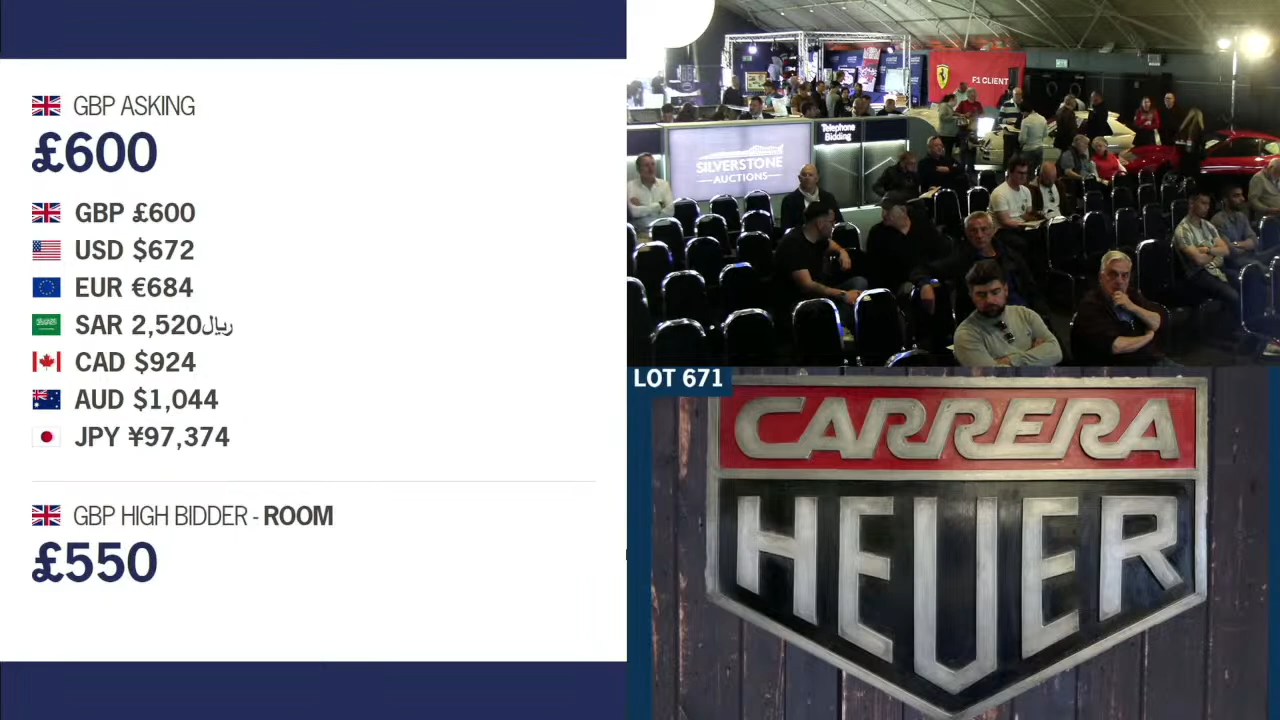 GBP ASKING
£600
GBP £600
USD $672
EUR €684
SAR 2,520ريال
CAD $924
AUD $1,044
JPY ¥97,374
GBP HIGH BIDDER - ROOM
£550
F1 CLIENT
Telephone
Bidding
SILVERSTONE
AUCTIONS
LOT 671
CARRERA
HEUER